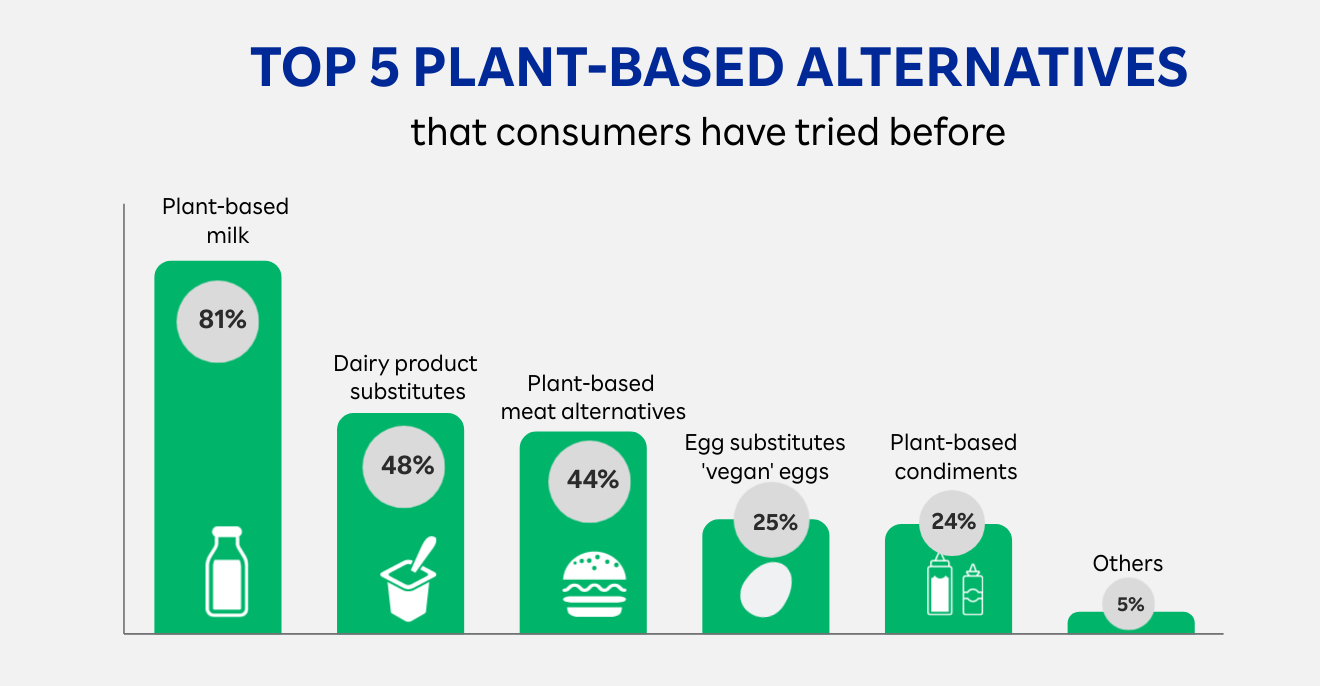 TOP 5 PLANT-BASED ALTERNATIVES
that consumers have tried before
Plant-based
milk
81%
Dairy product
substitutes
48%
Plant-based
meat alternatives
44%
Egg substitutes
'vegan' eggs
25%
Plant-based
condiments
24%
Others
5%